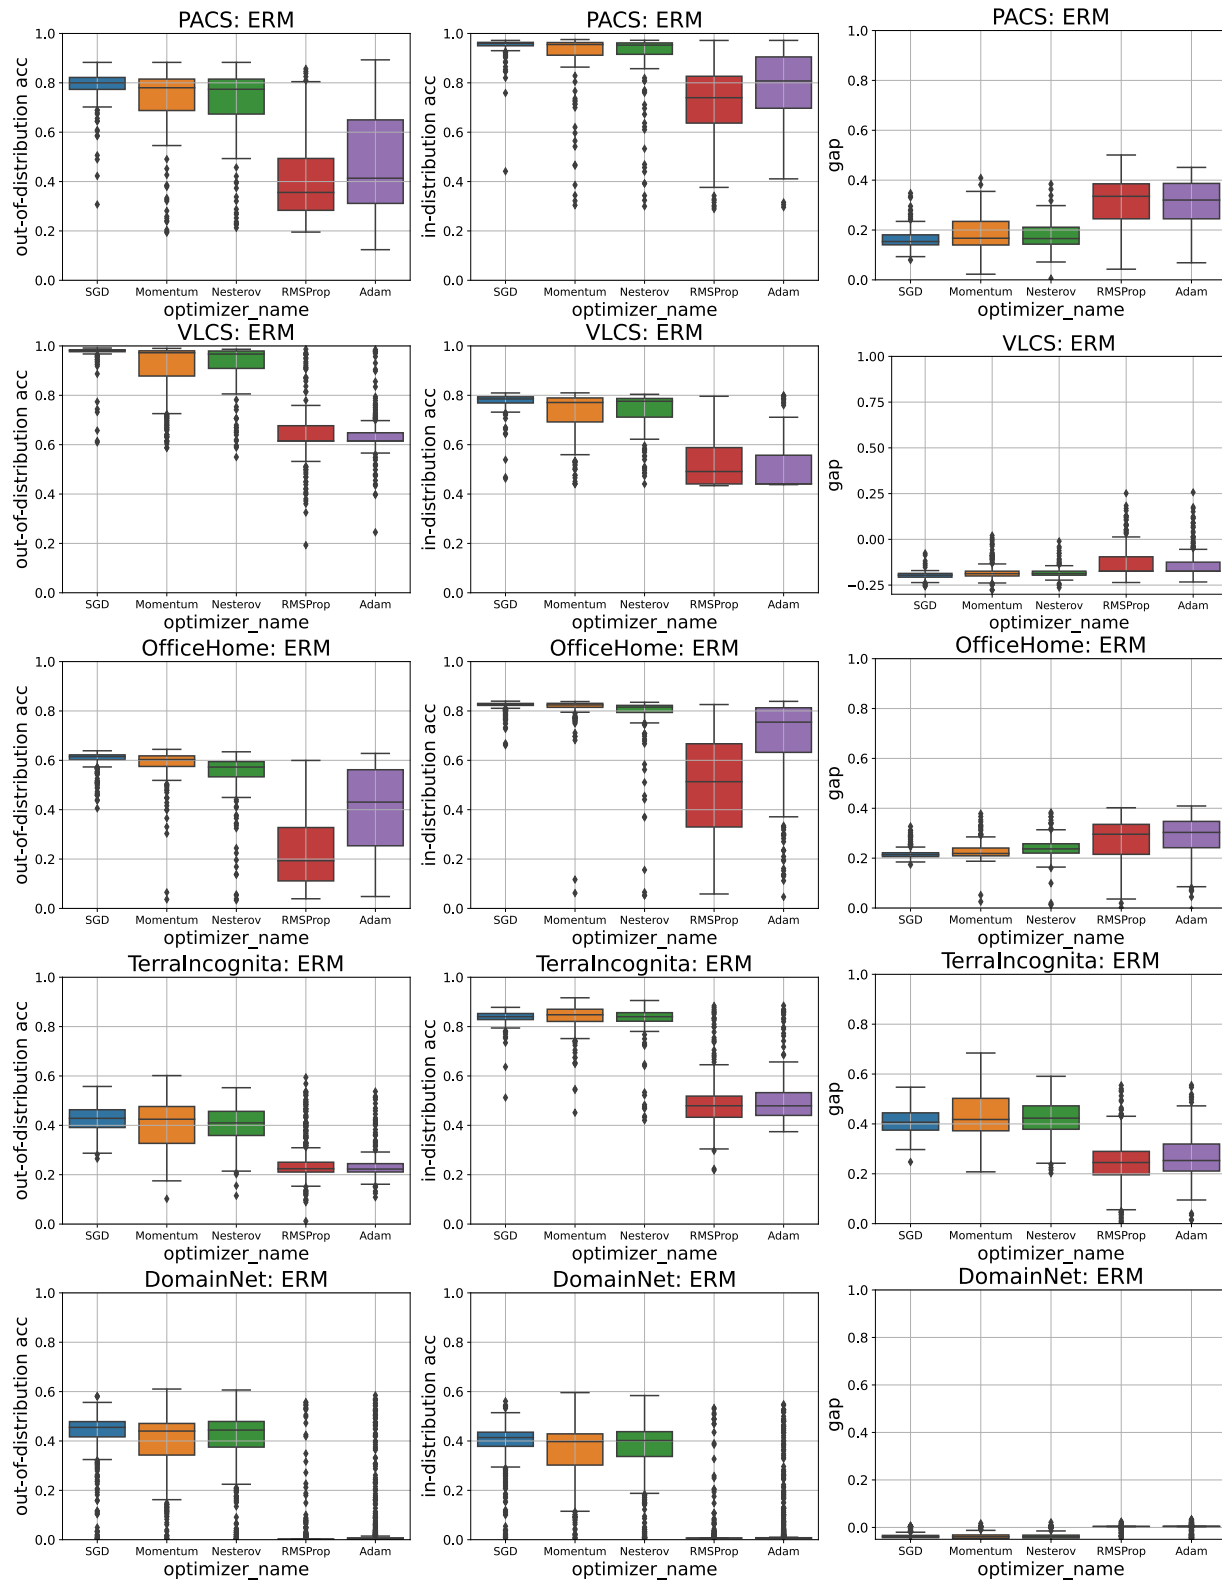 PACS: ERM
PACS: ERM
PACS: ERM
out-of-distribution acc
1.0
0.8
0.6
0.4
0.2
0.0
SGD Momentum Nesterov RMSProp Adam
optimizer_name
in-distribution acc
1.0
0.8
0.6
0.4
0.2
0.0
SGD Momentum Nesterov RMSProp Adam
optimizer_name
gap
1.0
0.8
0.6
0.4
0.2
0.0
SGD Momentum Nesterov RMSProp Adam
optimizer_name
VLCS: ERM
VLCS: ERM
VLCS: ERM
out-of-distribution acc
1.0
0.8
0.6
0.4
0.2
0.0
SGD Momentum Nesterov RMSProp Adam
optimizer_name
in-distribution acc
1.0
0.8
0.6
0.4
0.2
0.0
SGD Momentum Nesterov RMSProp Adam
optimizer_name
gap
1.00
0.75
0.50
0.25
0.00
−0.25
SGD Momentum Nesterov RMSProp Adam
optimizer_name
OfficeHome: ERM
OfficeHome: ERM
OfficeHome: ERM
out-of-distribution acc
1.0
0.8
0.6
0.4
0.2
0.0
SGD Momentum Nesterov RMSProp Adam
optimizer_name
in-distribution acc
1.0
0.8
0.6
0.4
0.2
0.0
SGD Momentum Nesterov RMSProp Adam
optimizer_name
gap
1.0
0.8
0.6
0.4
0.2
0.0
SGD Momentum Nesterov RMSProp Adam
optimizer_name
TerraIncognita: ERM
TerraIncognita: ERM
TerraIncognita: ERM
out-of-distribution acc
1.0
0.8
0.6
0.4
0.2
0.0
SGD Momentum Nesterov RMSProp Adam
optimizer_name
in-distribution acc
1.0
0.8
0.6
0.4
0.2
0.0
SGD Momentum Nesterov RMSProp Adam
optimizer_name
gap
1.0
0.8
0.6
0.4
0.2
0.0
SGD Momentum Nesterov RMSProp Adam
optimizer_name
DomainNet: ERM
DomainNet: ERM
DomainNet: ERM
out-of-distribution acc
1.0
0.8
0.6
0.4
0.2
0.0
SGD Momentum Nesterov RMSProp Adam
optimizer_name
in-distribution acc
1.0
0.8
0.6
0.4
0.2
0.0
SGD Momentum Nesterov RMSProp Adam
optimizer_name
gap
1.0
0.8
0.6
0.4
0.2
0.0
SGD Momentum Nesterov RMSProp Adam
optimizer_name